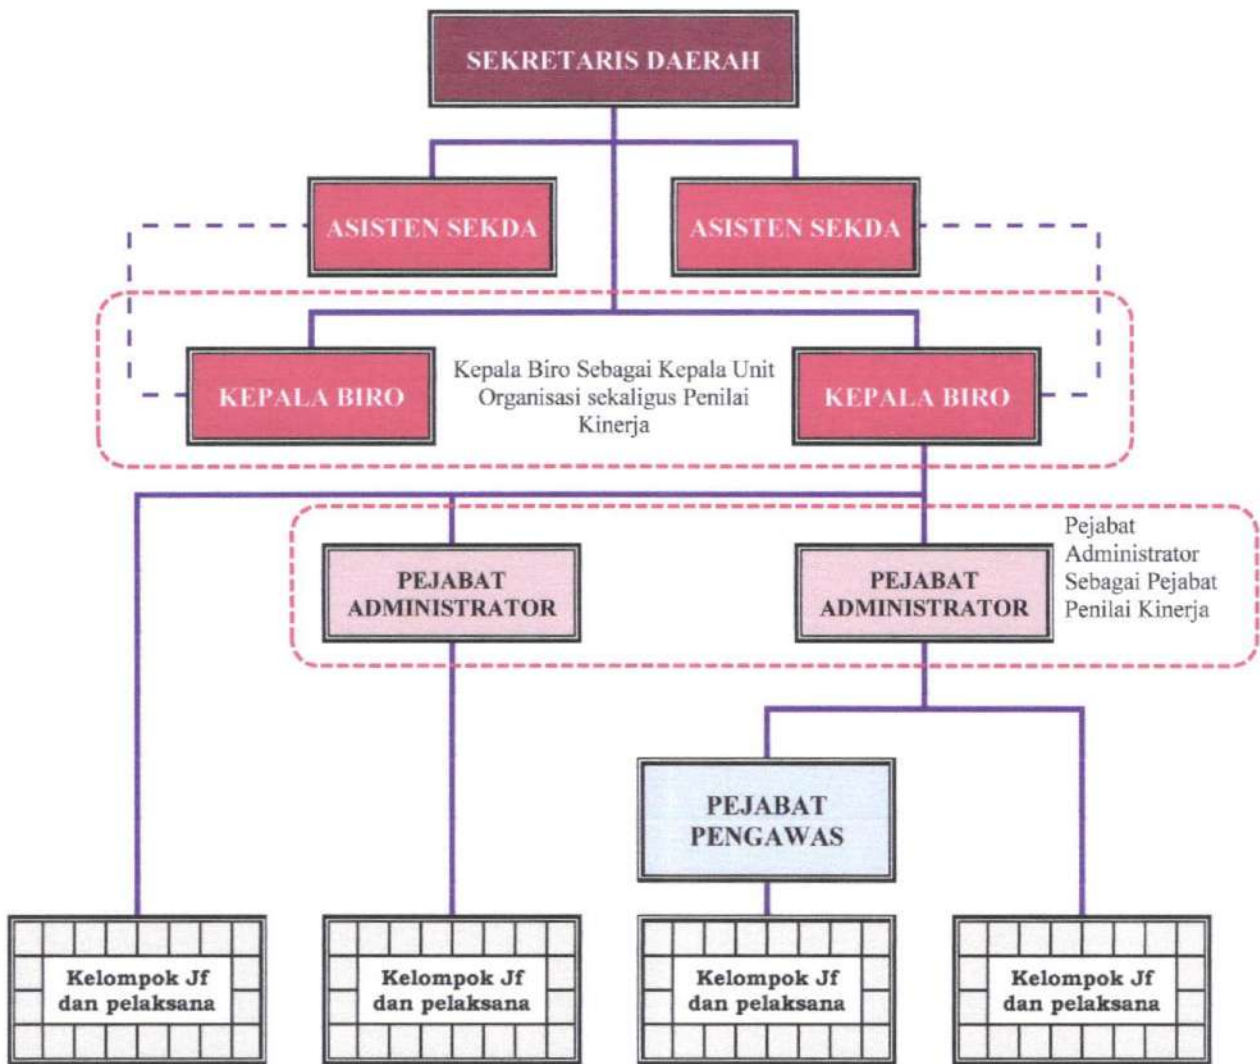 SEKRETARIS DAERAH
ASISTEN SEKDA
ASISTEN SEKDA
KEPALA BIRO
Kepala Biro Sebagai Kepala Unit
Organisasi sekaligus Penilai
Kinerja
KEPALA BIRO
PEJABAT
ADMINISTRATOR
PEJABAT
ADMINISTRATOR
Pejabat
Administrator
Sebagai Pejabat
Penilai Kinerja
PEJABAT
PENGAWAS
Kelompok Jf
dan pelaksana
Kelompok Jf
dan pelaksana
Kelompok Jf
dan pelaksana
Kelompok Jf
dan pelaksana